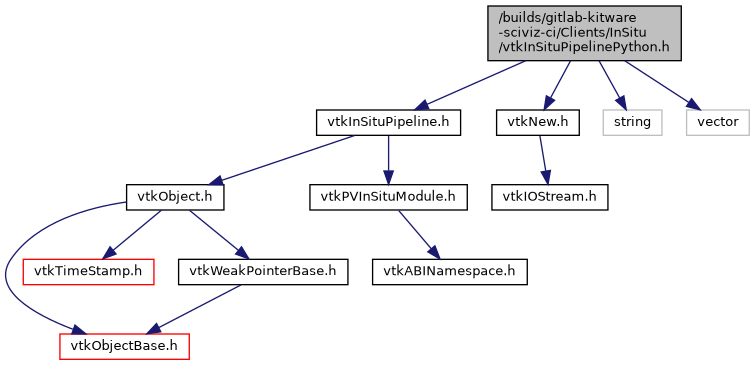 /builds/gitlab-kitware
-sciviz-ci/Clients/InSitu
/vtkInSituPipelinePython.h
vtkInSituPipeline.h
vtkNew.h
string
vector
vtkObject.h
vtkPVInSituModule.h
vtkIOStream.h
vtkTimeStamp.h
vtkWeakPointerBase.h
vtkABINamespace.h
vtkObjectBase.h